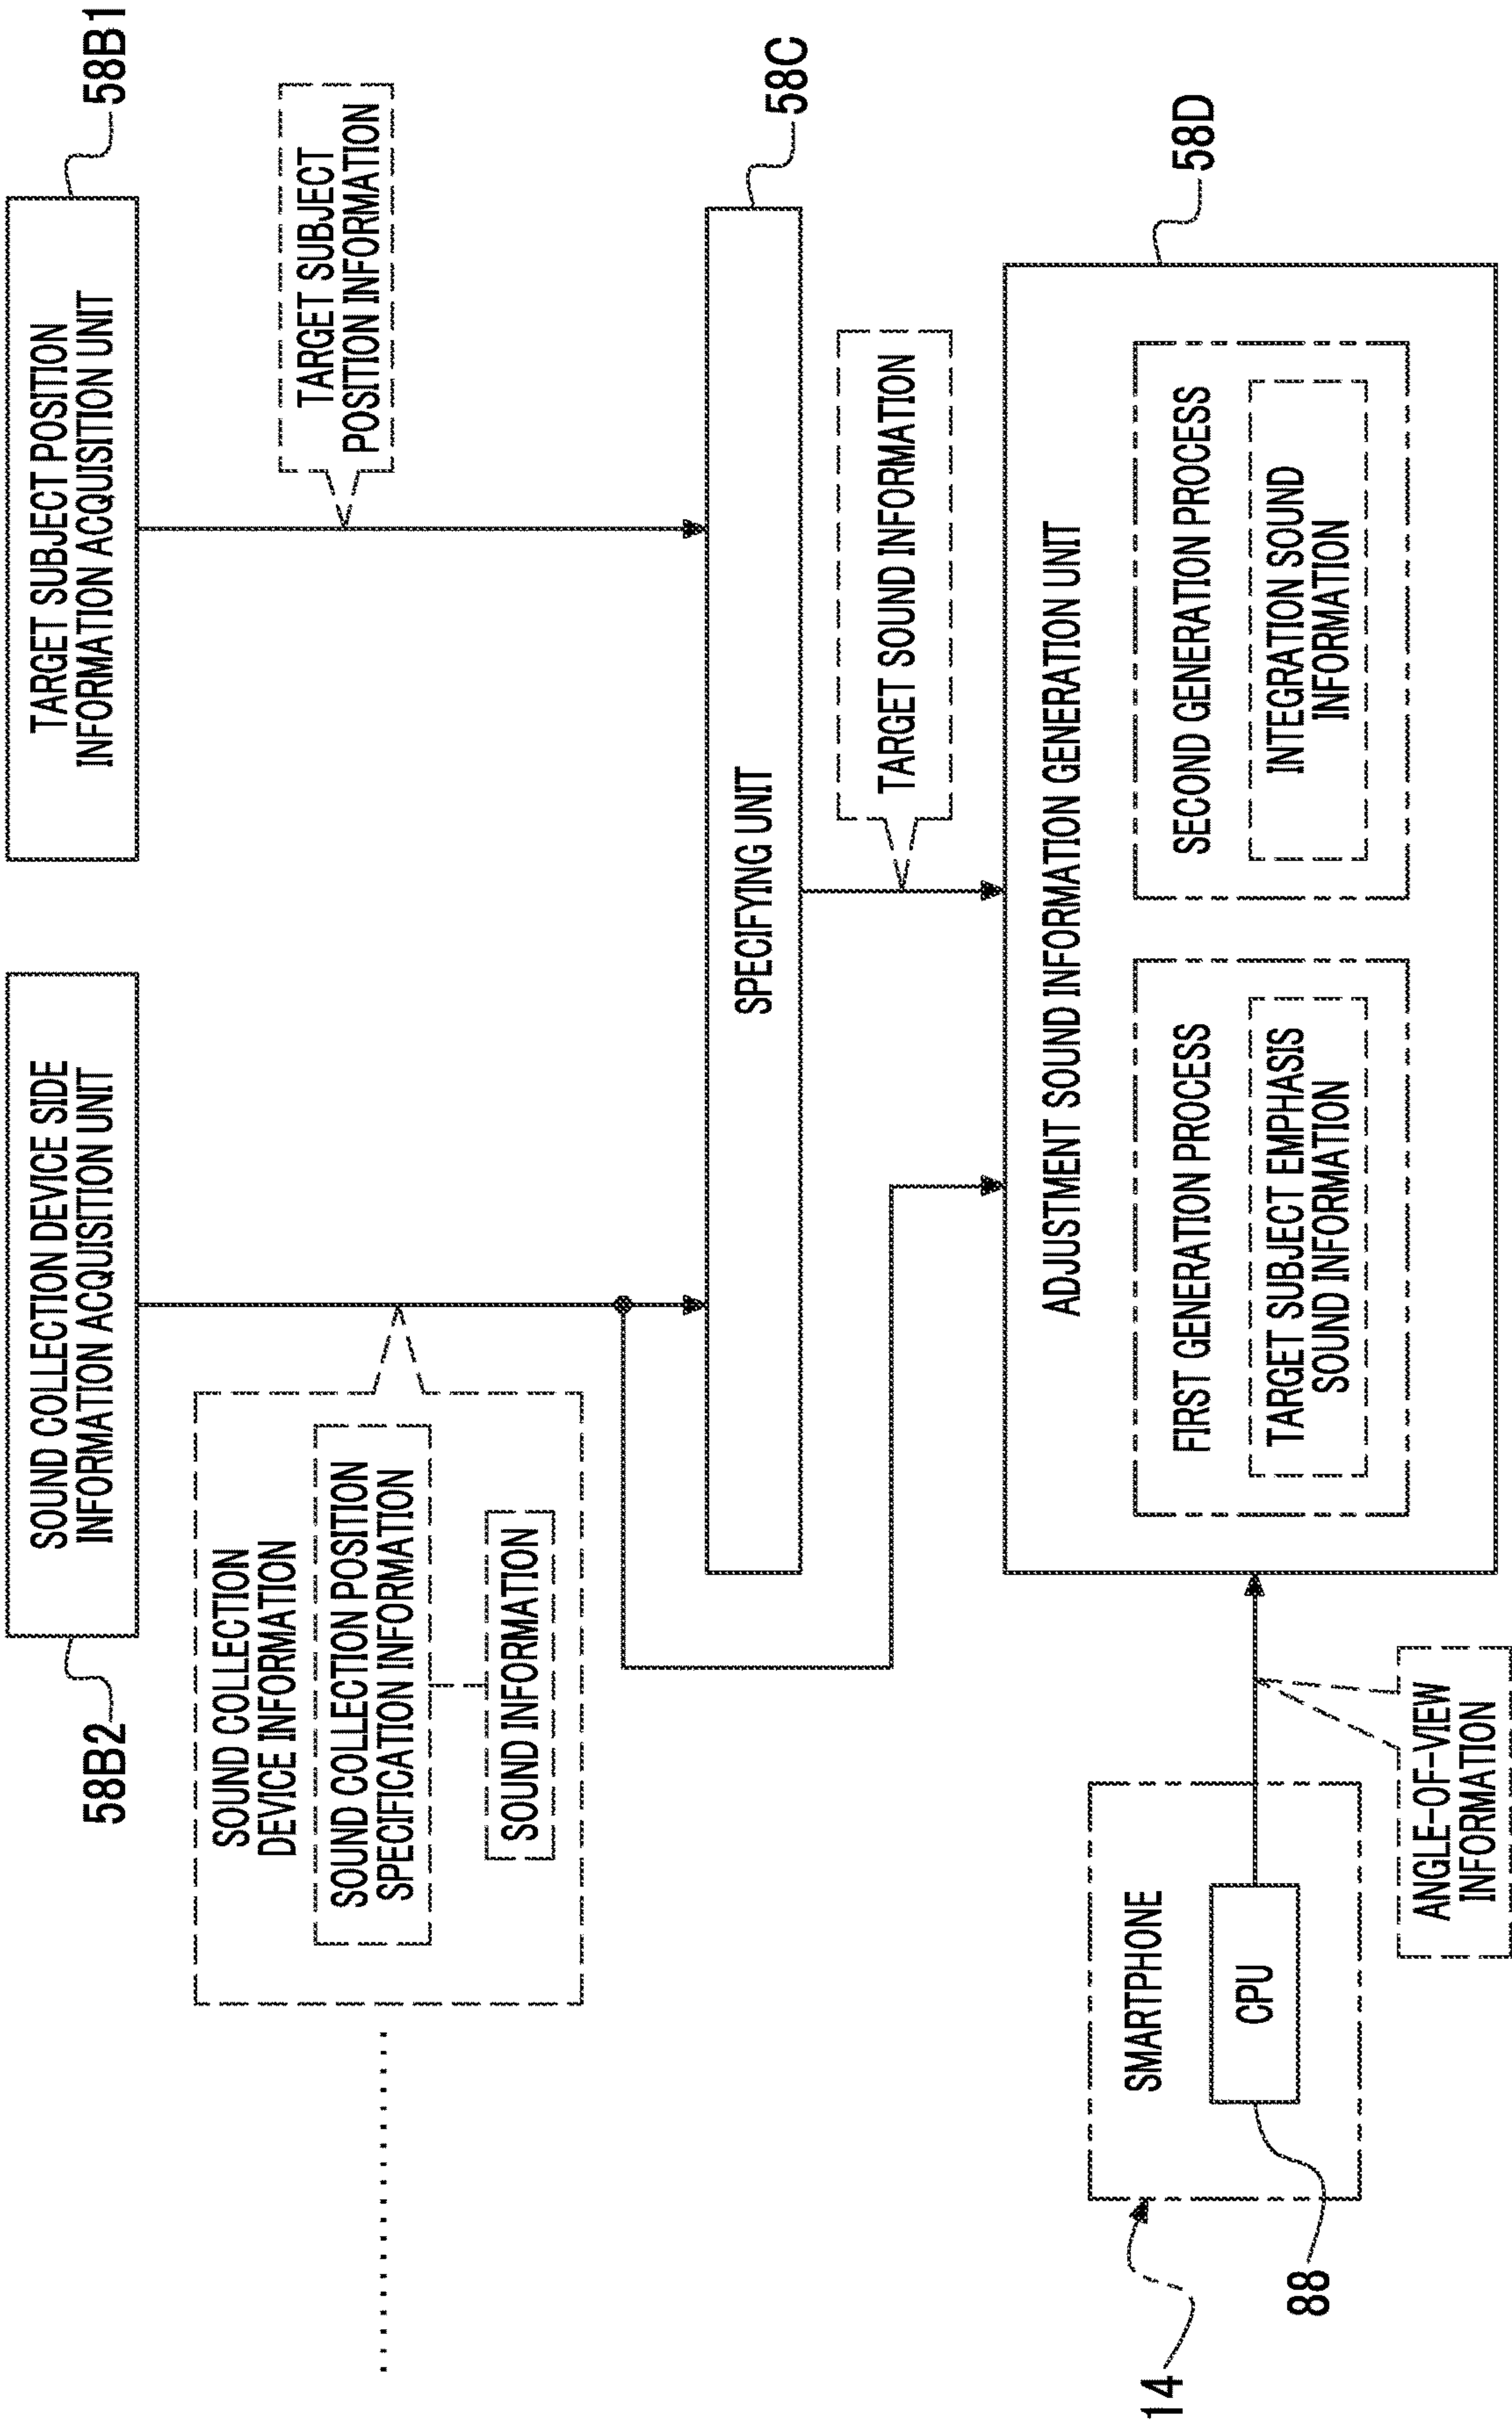 58B2
SOUND COLLECTION DEVICE SIDE
INFORMATION ACQUISITION UNIT
TARGET SUBJECT POSITION
INFORMATION ACQUISITION UNIT
58B1
SOUND COLLECTION
DEVICE INFORMATION
SOUND COLLECTION POSITION
SPECIFICATION INFORMATION
SOUND INFORMATION
TARGET SUBJECT
POSITION INFORMATION
SPECIFYING UNIT
58C
TARGET SOUND INFORMATION
14
SMARTPHONE
CPU
88
ANGLE-OF-VIEW
INFORMATION
ADJUSTMENT SOUND INFORMATION GENERATION UNIT
58D
FIRST GENERATION PROCESS
TARGET SUBJECT EMPHASIS
SOUND INFORMATION
SECOND GENERATION PROCESS
INTEGRATION SOUND
INFORMATION